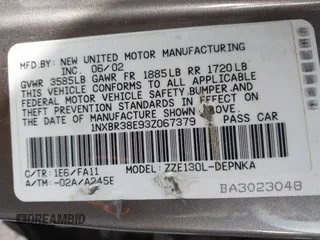 MFD.BY: NEW UNITED MOTOR MANUFACTURING
INC. 06/02
GVWR 3585LB GAWR FR 1885LB RR 1720LB
THIS VEHICLE CONFORMS TO ALL APPLICABLE
FEDERAL MOTOR VEHICLE SAFETY,BUMPER,AND
THEFT PREVENTION STANDARDS IN EFFECT ON
THE DATE OF MANUFACTURE SHOWN ABOVE.
1NXBR38E93Z067379 PASS CAR
C/TR: 1E6/FA11 MODEL: ZZE130L-DEPNKA
A/TM: -02A/A245E
BA3023048
BIDAMERICAN.ID